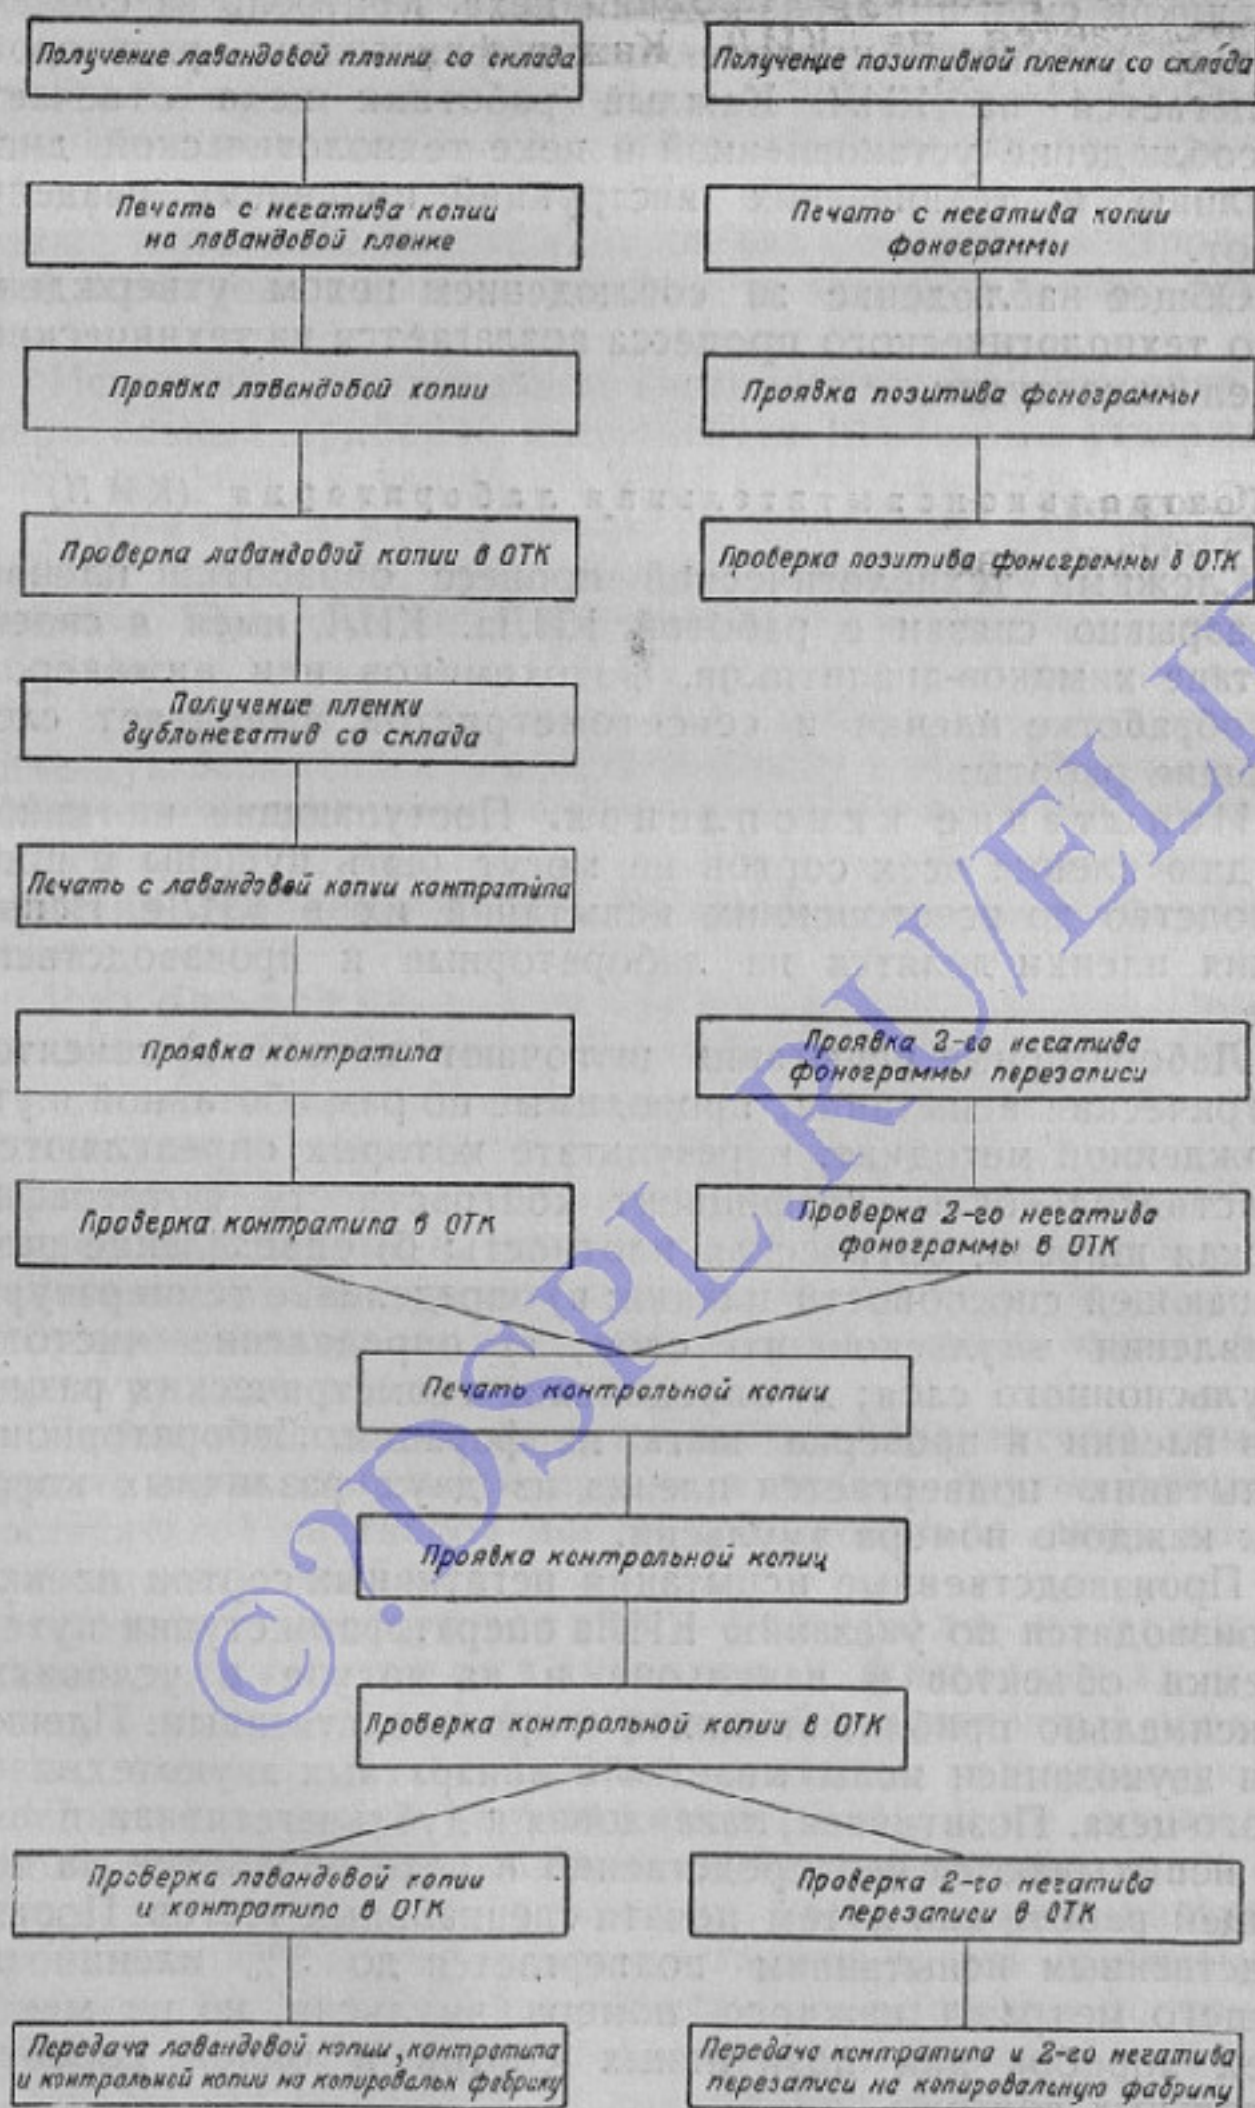 Получение лавандовой пленки со склада
Получение позитивной пленки со склада
Печать с негатива копии
на лавандовой пленке
Печать с негатива копии
фонограммы
Проявка лавандовой копии
Проявка позитива фонограммы
Проверка лавандовой копии в ОТК
Проверка позитива фонограммы в ОТК
Получение пленки
дубльнегатив со склада
Печать с лавандовой копии контратипа
Проявка контратипа
Проявка 2-го негатива
фонограммы перезаписи
Проверка контратипа в ОТК
Проверка 2-го негатива
фонограммы в ОТК
Печать контрольной копии
Проявка контрольной копии
Проверка контрольной копии в ОТК
Проверка лавандовой копии
и контратипа в ОТК
Проверка 2-го негатива
перезаписи в ОТК
Передача лавандовой копии, контратипа
и контрольной копии на копировальн фабрику
Передача контратипа и 2-го негатива
перезаписи на копировальную фабрику
©?DSPL.RU/ELIB